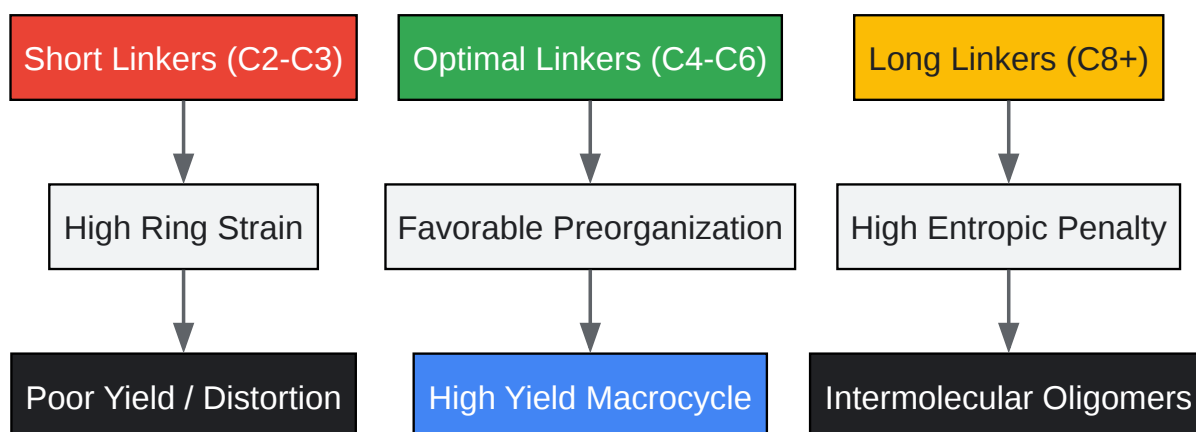 Short Linkers (C2-C3)
Optimal Linkers (C4-C6)
Long Linkers (C8+)
High Ring Strain
Favorable Preorganization
High Entropic Penalty
Poor Yield / Distortion
High Yield Macrocycle
Intermolecular Oligomers